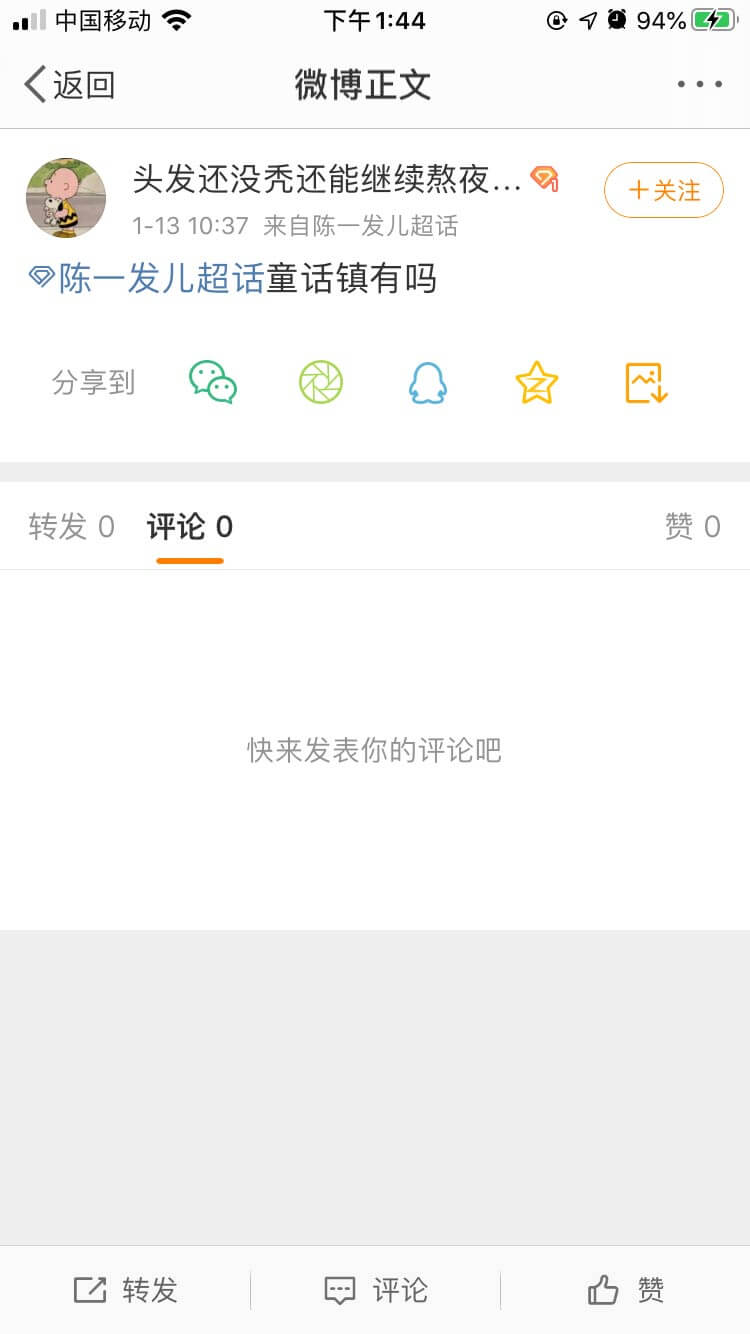 中国移动 下午1:44 94%
返回 微博正文
头发还没秃还能继续熬夜... +关注
1-13 10:37 来自陈一发儿超话
陈一发儿超话童话镇有吗
分享到
转发 0 评论 0 赞 0
快来发表你的评论吧
转发 评论 赞